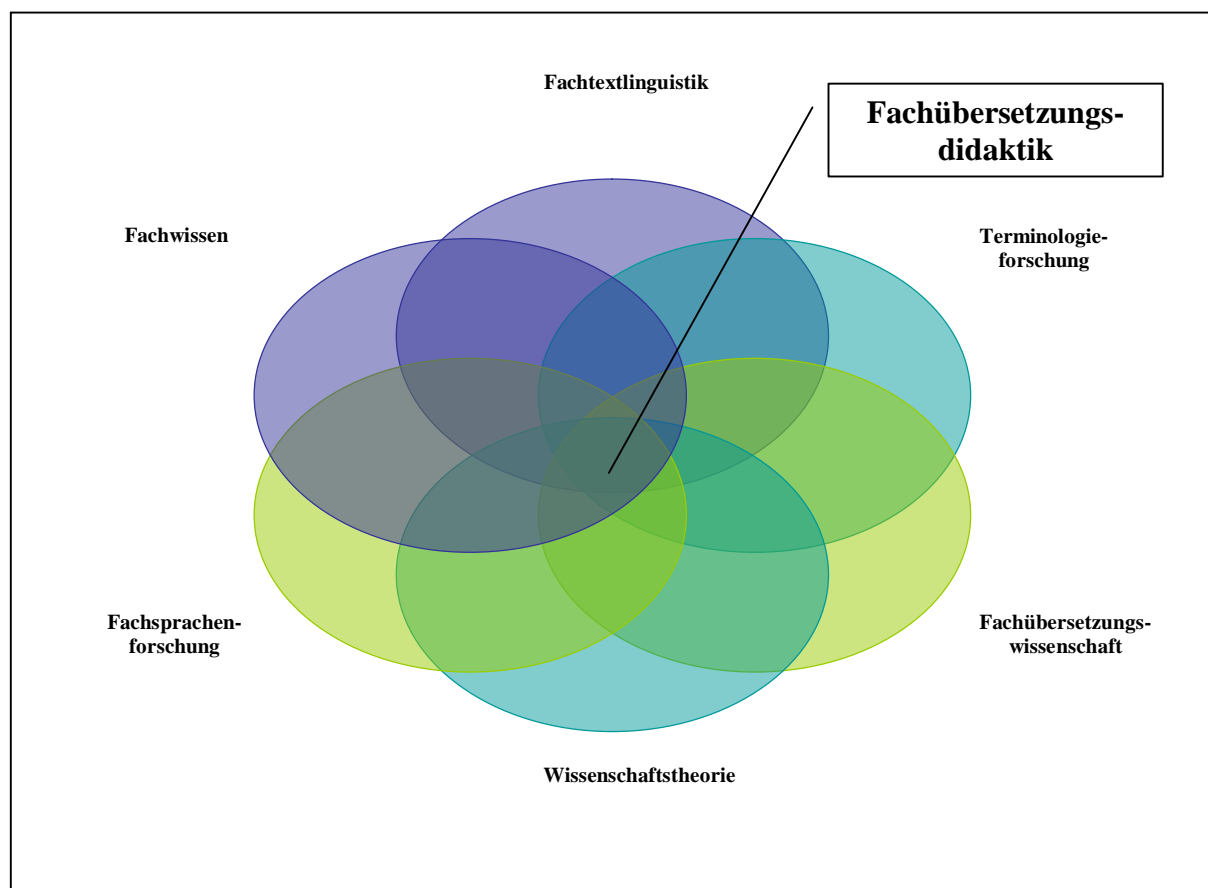 Fachtextlinguistik
Fachübersetzungs-
didaktik
Fachwissen
Terminologie-
forschung
Fachsprachen-
forschung
Fachübersetzungs-
wissenschaft
Wissenschaftstheorie